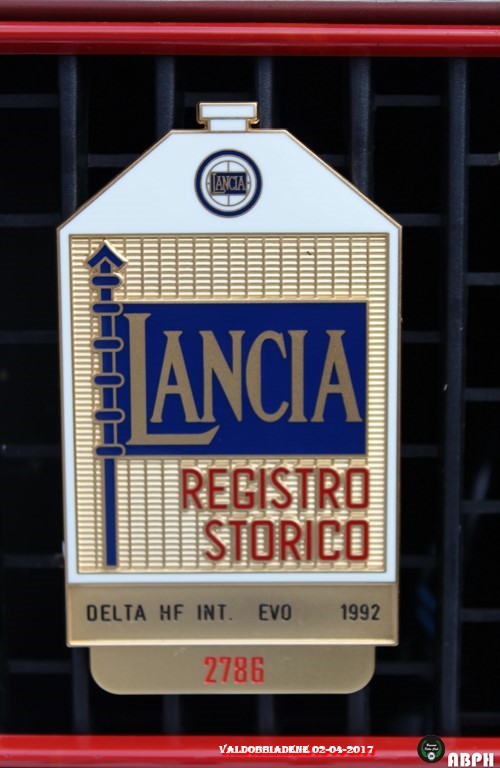 LANCIA
LANCIA
REGISTRO
STORICO
DELTA HF INT. EVO 1992
2786
VALDOBBIADENE 02-04-2017
ABPH